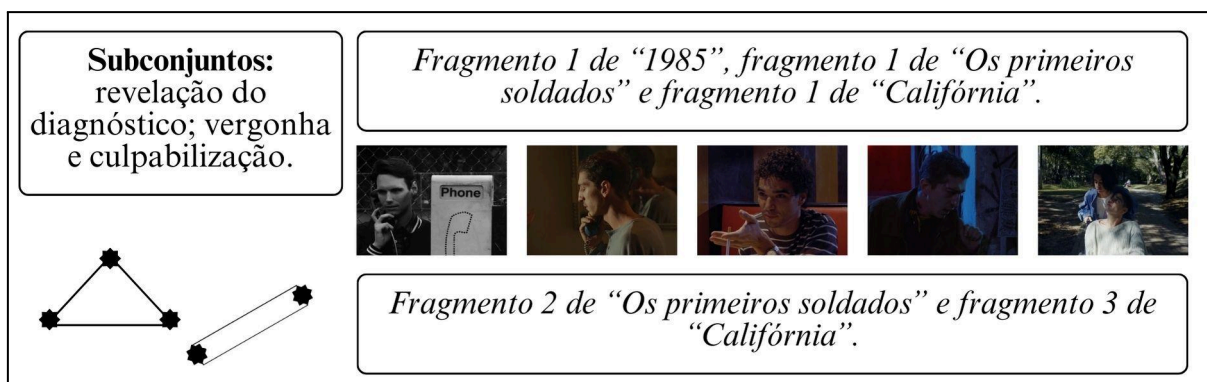 Subconjuntos:
revelação do
diagnóstico; vergonha
e culpabilização.
Fragmento 1 de “1985”, fragmento 1 de “Os primeiros
soldados” e fragmento 1 de “Califórnia”.
Phone
Fragmento 2 de “Os primeiros soldados” e fragmento 3 de
“Califórnia”.